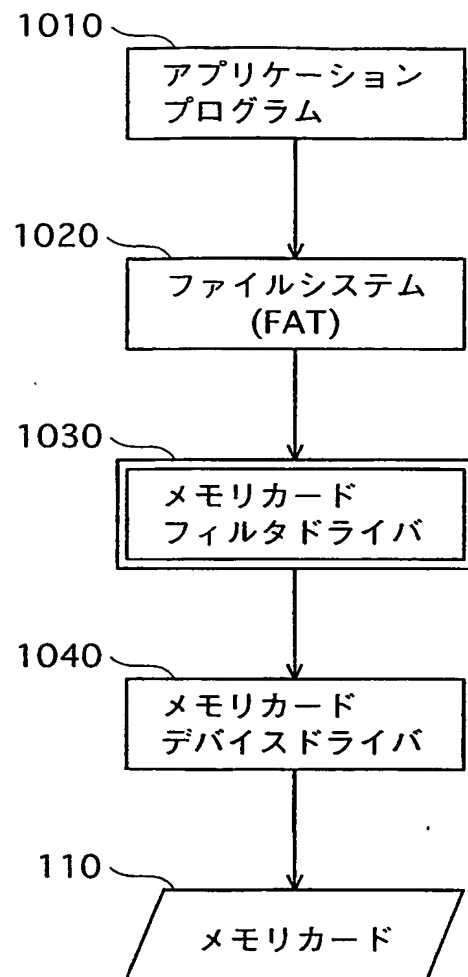 1010
アプリケーション
プログラム
1020
ファイルシステム
(FAT)
1030
メモリカード
フィルタドライバ
1040
メモリカード
デバイスドライバ
110
メモリカード